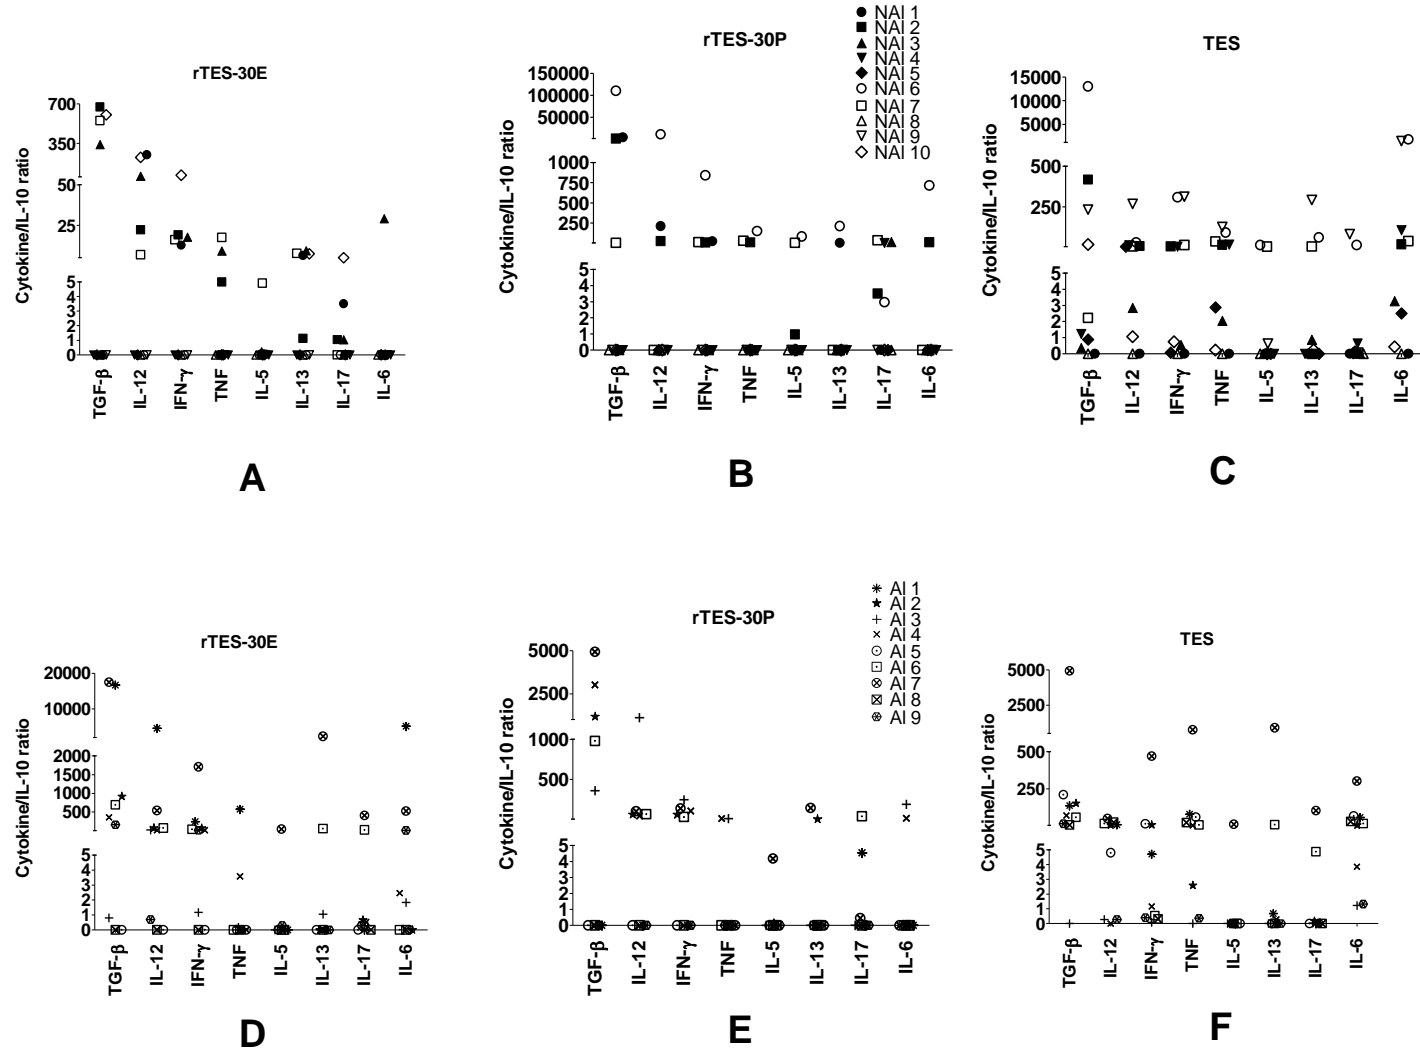 rTES-30E
Cytokine/IL-10 ratio
700
350
50
25
5
4
3
2
1
0
TGF-β
IL-12
IFN-γ
TNF
IL-5
IL-13
IL-17
IL-6
A
rTES-30P
Cytokine/IL-10 ratio
150000
100000
50000
1000
750
500
250
5
4
3
2
1
0
TGF-β
IL-12
IFN-γ
TNF
IL-5
IL-13
IL-17
IL-6
B
NAI 1
NAI 2
NAI 3
NAI 4
NAI 5
NAI 6
NAI 7
NAI 8
NAI 9
NAI 10
TES
Cytokine/IL-10 ratio
15000
10000
5000
500
250
5
4
3
2
1
0
TGF-β
IL-12
IFN-γ
TNF
IL-5
IL-13
IL-17
IL-6
C
rTES-30E
Cytokine/IL-10 ratio
20000
10000
2000
1500
1000
500
5
4
3
2
1
0
TGF-β
IL-12
IFN-γ
TNF
IL-5
IL-13
IL-17
IL-6
D
rTES-30P
Cytokine/IL-10 ratio
5000
2500
1000
500
5
4
3
2
1
0
TGF-β
IL-12
IFN-γ
TNF
IL-5
IL-13
IL-17
IL-6
E
AI 1
AI 2
AI 3
AI 4
AI 5
AI 6
AI 7
AI 8
AI 9
TES
Cytokine/IL-10 ratio
5000
2500
500
250
5
4
3
2
1
0
TGF-β
IL-12
IFN-γ
TNF
IL-5
IL-13
IL-17
IL-6
F